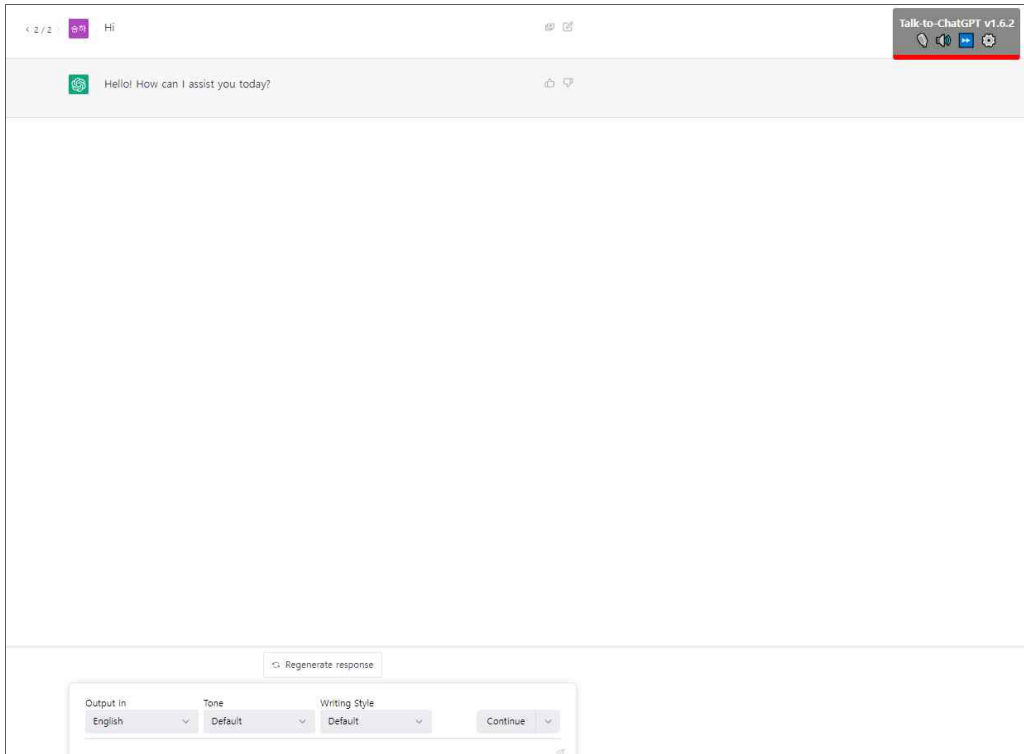 < 2 / 2
승하
Hi
Talk-to-ChatGPT v1.6.2
Hello! How can I assist you today?
Regenerate response
Output in Tone Writing Style
English Default Default Continue